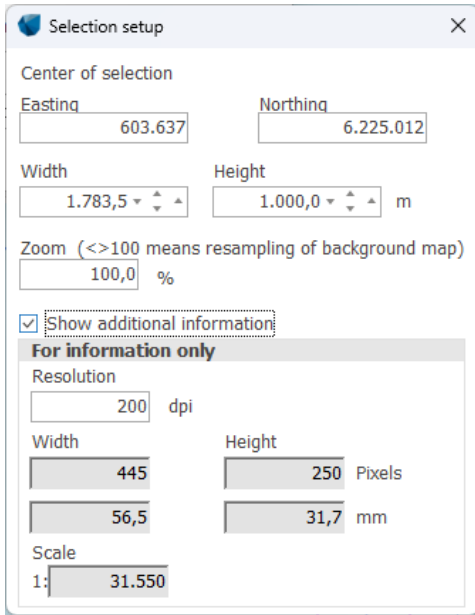 Selection setup
Center of selection
Easting Northing
603.637 6.225.012
Width Height
1.783,5 1.000,0 m
Zoom (<>100 means resampling of background map)
100,0 %
Show additional information
For information only
Resolution
200 dpi
Width Height
445 250 Pixels
56,5 31,7 mm
Scale
1: 31.550